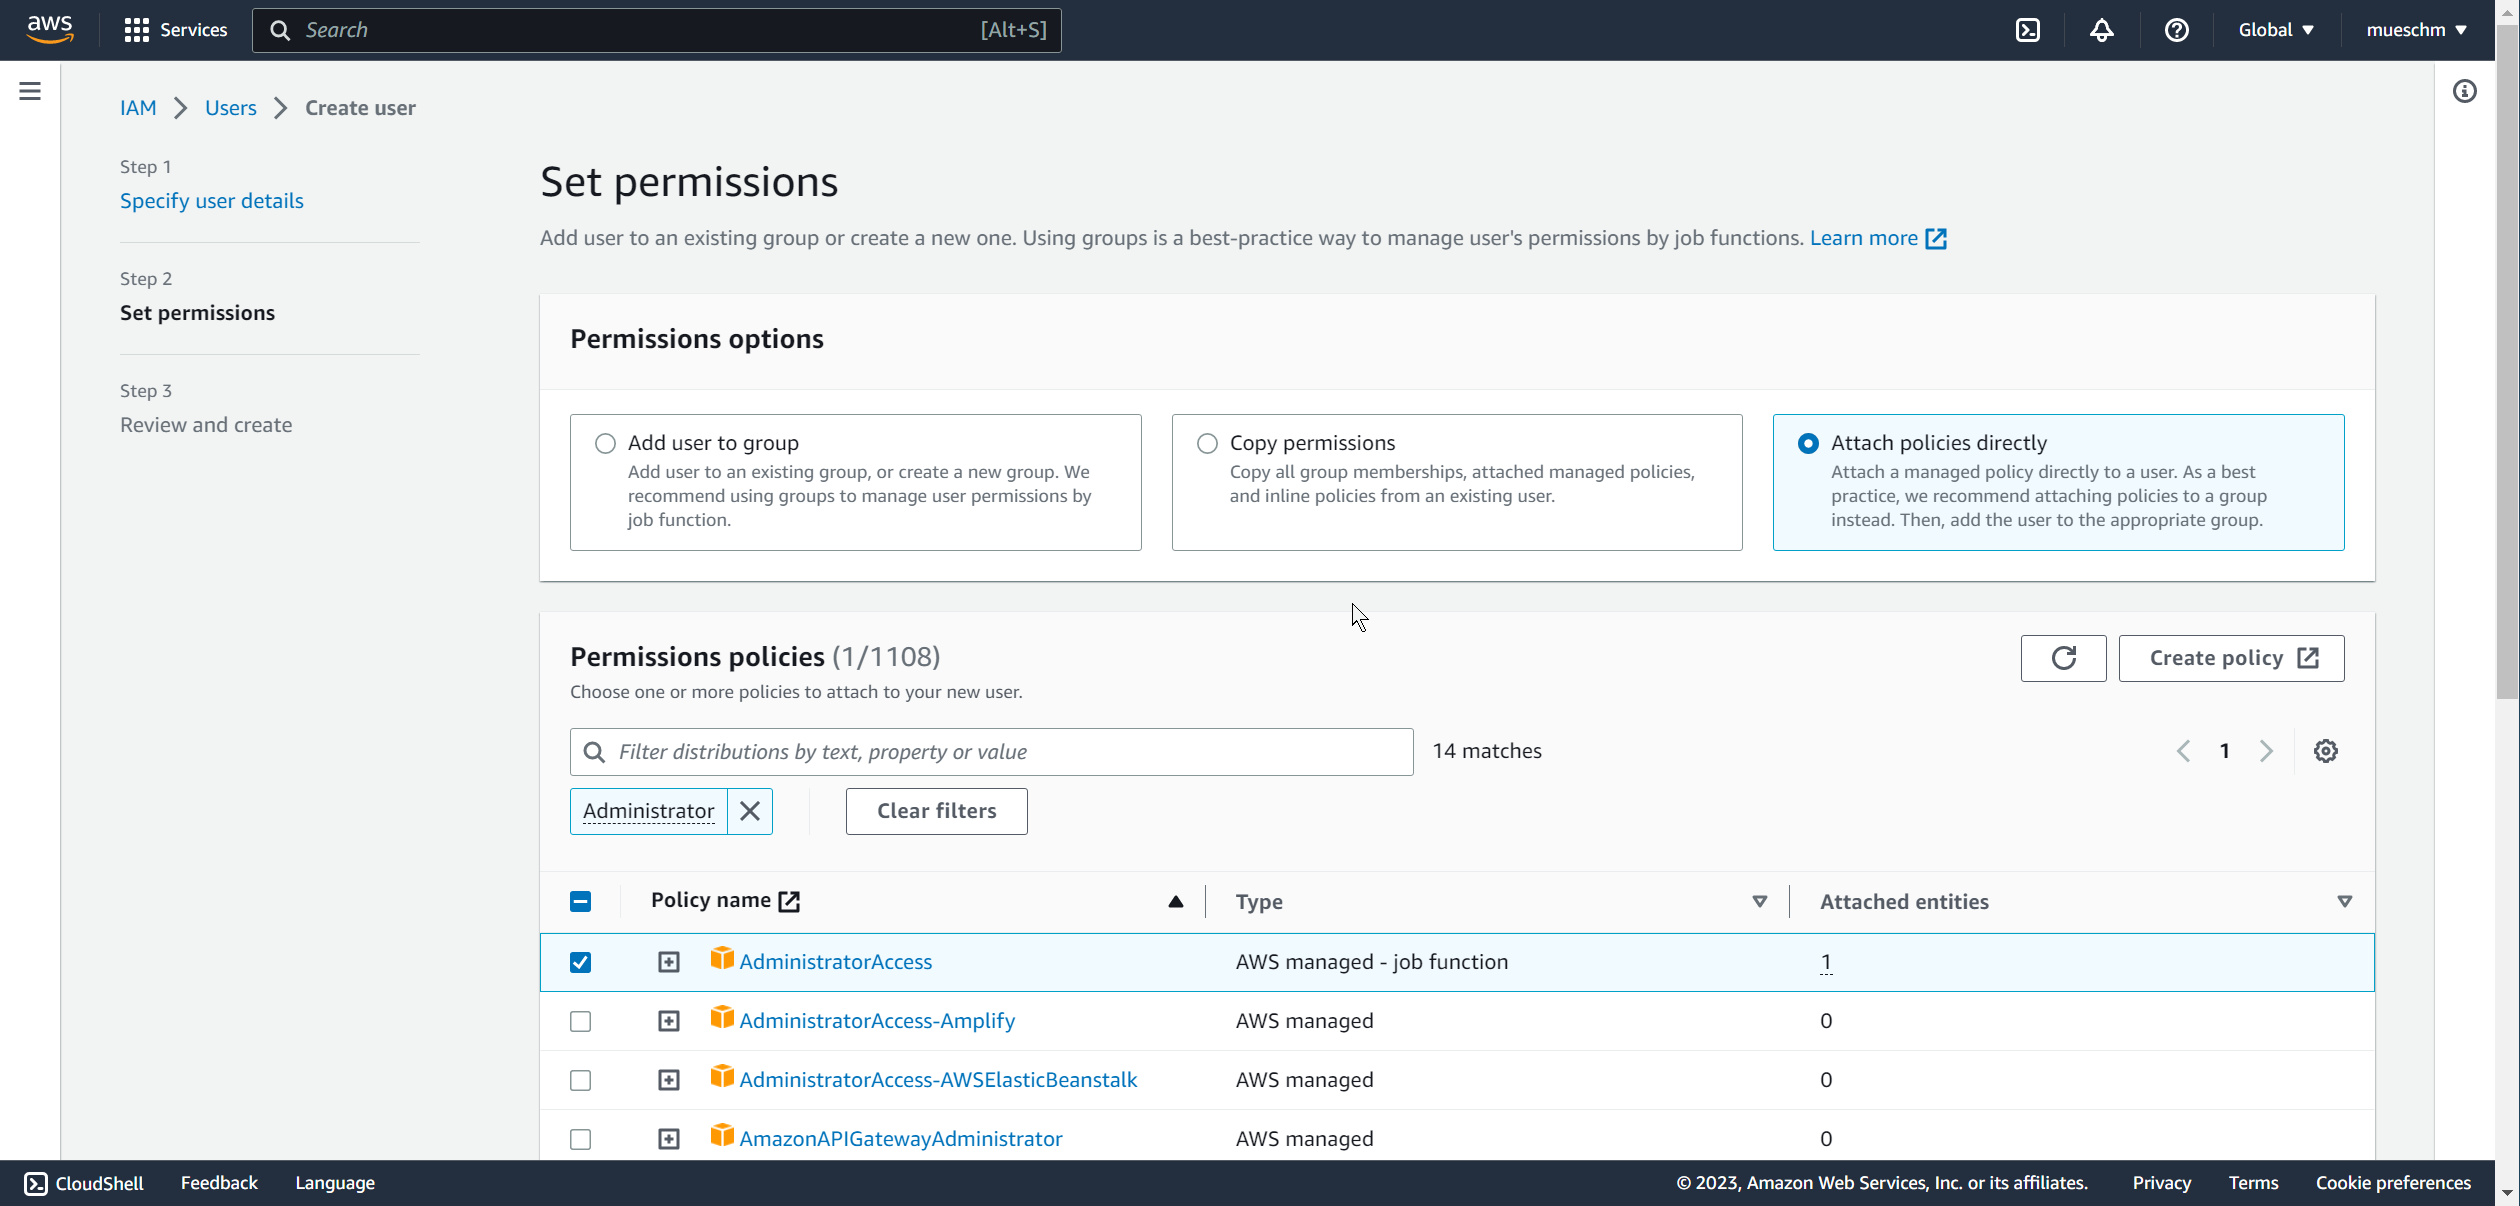 aws
Services
Search
[Alt+S]
Global
mueschm
IAM
Users
Create user
Step 1
Specify user details
Step 2
Set permissions
Step 3
Review and create
Set permissions
Add user to an existing group or create a new one. Using groups is a best-practice way to manage user's permissions by job functions. Learn more
Permissions options
Add user to group
Add user to an existing group, or create a new group. We
recommend using groups to manage user permissions by
job function.
Copy permissions
Copy all group memberships, attached managed policies,
and inline policies from an existing user.
Attach policies directly
Attach a managed policy directly to a user. As a best
practice, we recommend attaching policies to a group
instead. Then, add the user to the appropriate group.
Permissions policies (1/1108)
Choose one or more policies to attach to your new user.
Create policy
Filter distributions by text, property or value
14 matches
1
Administrator
Clear filters
Policy name
Type
Attached entities
AdministratorAccess
AWS managed - job function
1
AdministratorAccess-Amplify
AWS managed
0
AdministratorAccess-AWSElasticBeanstalk
AWS managed
0
AmazonAPIGatewayAdministrator
AWS managed
0
CloudShell
Feedback
Language
© 2023, Amazon Web Services, Inc. or its affiliates.
Privacy
Terms
Cookie preferences